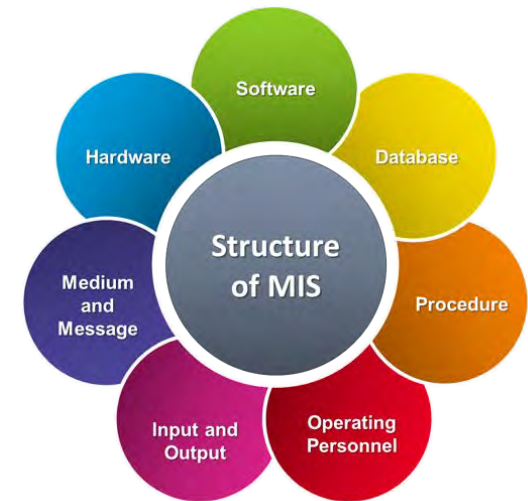 Software
Hardware
Database
Structure
of MIS
Medium
and
Message
Procedure
Input and
Output
Operating
Personnel